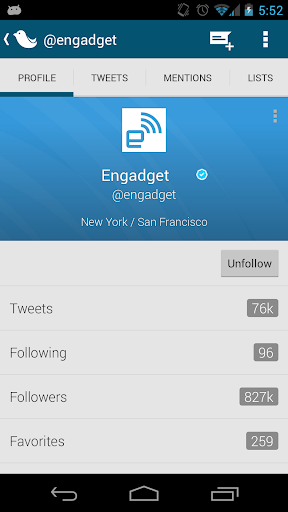 5:52
@engadget
PROFILE TWEETS MENTIONS LISTS
e
Engadget
@engadget
New York / San Francisco
Unfollow
Tweets 76k
Following 96
Followers 827k
Favorites 259